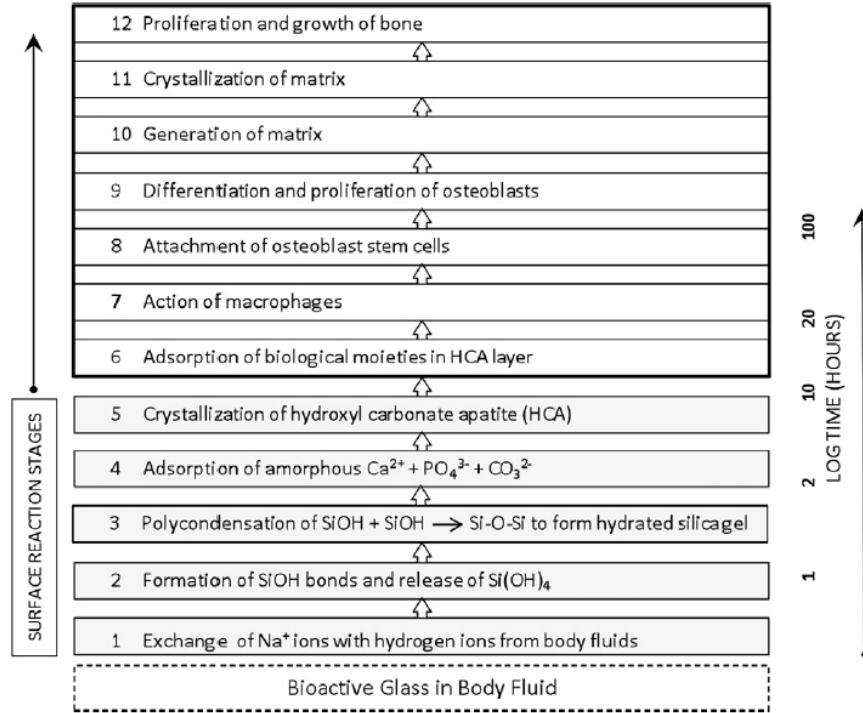 12 Proliferation and growth of bone
11 Crystallization of matrix
10 Generation of matrix
9 Differentiation and proliferation of osteoblasts
8 Attachment of osteoblast stem cells
7 Action of macrophages
6 Adsorption of biological moieties in HCA layer
5 Crystallization of hydroxyl carbonate apatite (HCA)
4 Adsorption of amorphous Ca²⁺ + PO₄³⁻ + CO₃²⁻
3 Polycondensation of SiOH + SiOH → Si-O-Si to form hydrated silicagel
2 Formation of SiOH bonds and release of Si(OH)₄
1 Exchange of Na⁺ ions with hydrogen ions from body fluids
Bioactive Glass in Body Fluid
SURFACE REACTION STAGES
100
20
10
2
1
LOG TIME (HOURS)